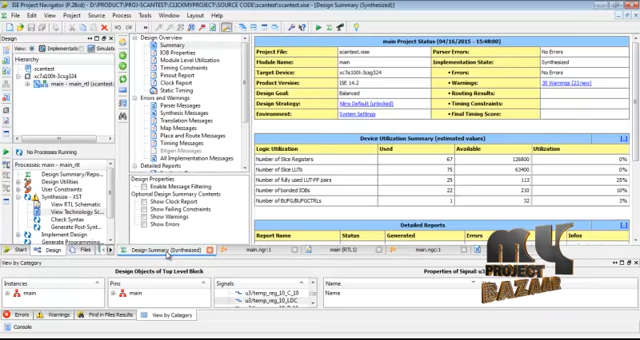 ISE Project Navigator (P.28xd) - D:\PRODUCT\PROJ-SCANTEST\CLICKMYPROJECT\SOURCE CODE\scantest\scantest.xise - [Design Summary (Synthesized)]
File Edit View Project Source Process Tools Window Layout Help
Design
View: Implementation Simulation
Hierarchy
scantest
xc7a100t-3csg324
main - main_rtl (scantest
No Processes Running
Processes: main - main_rtl
Design Summary/Repo
Design Utilities
User Constraints
Synthesize - XST
View RTL Schematic
View Technology Sc
Check Syntax
Generate Post-Synt
Implement Design
Generate Programming
Start Design Files
Design Overview
Summary
IOB Properties
Module Level Utilization
Timing Constraints
Pinout Report
Clock Report
Static Timing
Errors and Warnings
Parser Messages
Synthesis Messages
Translation Messages
Map Messages
Place and Route Messages
Timing Messages
Bitgen Messages
All Implementation Messages
Detailed Reports
Design Properties
Enable Message Filtering
Optional Design Summary Contents
Show Clock Report
Show Failing Constraints
Show Warnings
Show Errors
main Project Status (04/16/2015 - 15:48:00)
Project File: scantest.xise Parser Errors: No Errors
Module Name: main Implementation State: Synthesized
Target Device: xc7a100t-3csg324 • Errors: No Errors
Product Version: ISE 14.2 • Warnings: 30 Warnings (23 new)
Design Goal: Balanced • Routing Results:
Design Strategy: Xilinx Default (unlocked) • Timing Constraints:
Environment: System Settings • Final Timing Score:
Device Utilization Summary (estimated values) [-]
Logic Utilization Used Available Utilization
Number of Slice Registers 67 126800 0%
Number of Slice LUTs 75 63400 0%
Number of fully used LUT-FF pairs 29 113 25%
Number of bonded IOBs 22 210 10%
Number of BUFG/BUFGCTRLs 1 32 3%
Detailed Reports [-]
Report Name Status Generated Errors Warnings Infos
Design Summary (Synthesized) main.ngr:1 main (RTL1) main.ngc:1
View by Category
Design Objects of Top Level Block
Instances Pins Signals
main main u3/temp_reg_10_C_10
u3/temp_reg_10_LDC
Properties of Signal: u3
Name
Errors Warnings Find in Files Results View by Category
Console
PROJECT
BAZAAR